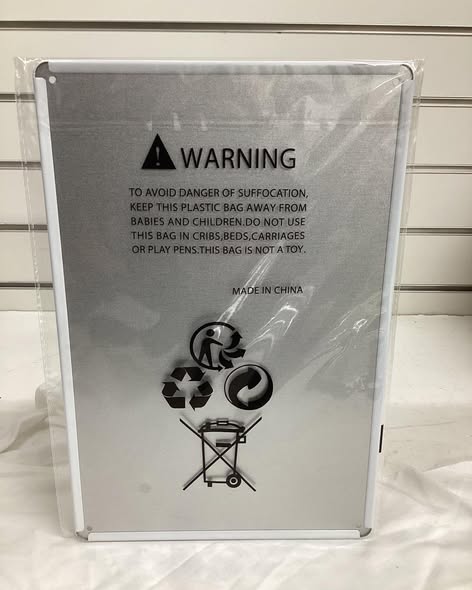 WARNING
TO AVOID DANGER OF SUFFOCATION,
KEEP THIS PLASTIC BAG AWAY FROM
BABIES AND CHILDREN.DO NOT USE
THIS BAG IN CRIBS,BEDS,CARRIAGES
OR PLAY PENS.THIS BAG IS NOT A TOY.
MADE IN CHINA